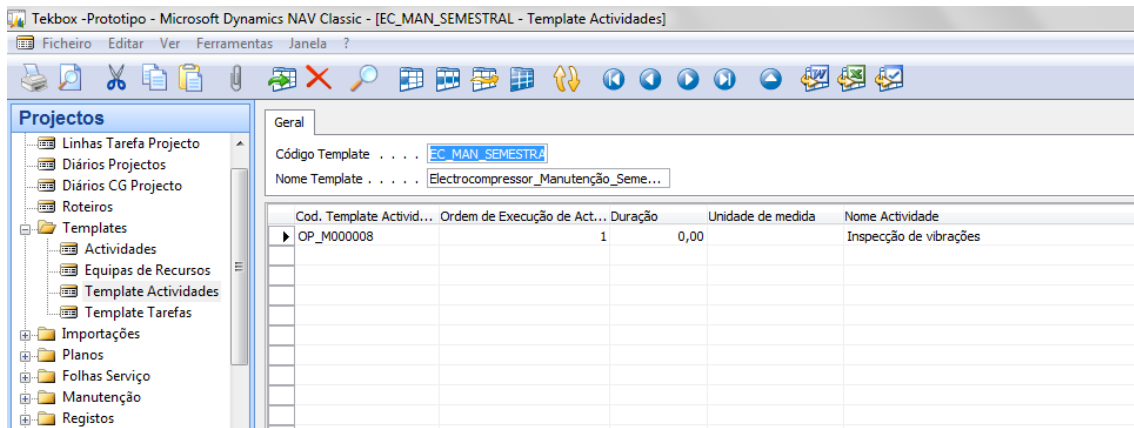 Tekbox -Prototipo - Microsoft Dynamics NAV Classic - [EC_MAN_SEMESTRAL - Template Actividades]
Ficheiro Editar Ver Ferramentas Janela ?
Projectos
Linhas Tarefa Projecto
Diários Projectos
Diários CG Projecto
Roteiros
Templates
Actividades
Equipas de Recursos
Template Actividades
Template Tarefas
Importações
Planos
Folhas Serviço
Manutenção
Registos
Geral
Código Template . . . . EC_MAN_SEMESTRA
Nome Template . . . . . Electrocompressor_Manutenção_Seme...
Cod. Template Activid... Ordem de Execução de Act... Duração Unidade de medida Nome Actividade
OP_M000008 1 0,00 Inspecção de vibrações